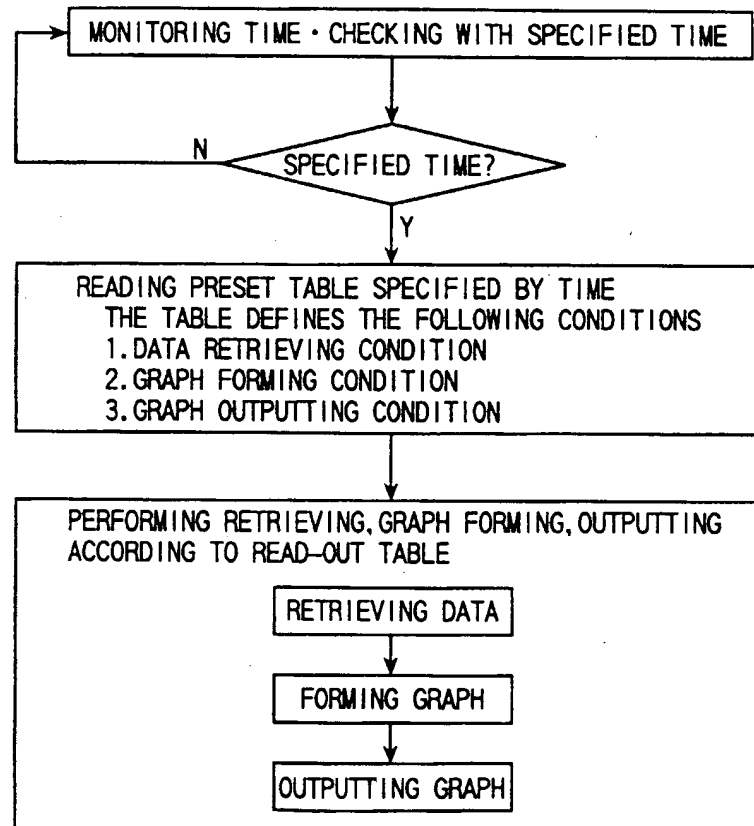 MONITORING TIME・CHECKING WITH SPECIFIED TIME
N
SPECIFIED TIME?
Y
READING PRESET TABLE SPECIFIED BY TIME
THE TABLE DEFINES THE FOLLOWING CONDITIONS
1. DATA RETRIEVING CONDITION
2. GRAPH FORMING CONDITION
3. GRAPH OUTPUTTING CONDITION
PERFORMING RETRIEVING, GRAPH FORMING, OUTPUTTING
ACCORDING TO READ-OUT TABLE
RETRIEVING DATA
FORMING GRAPH
OUTPUTTING GRAPH